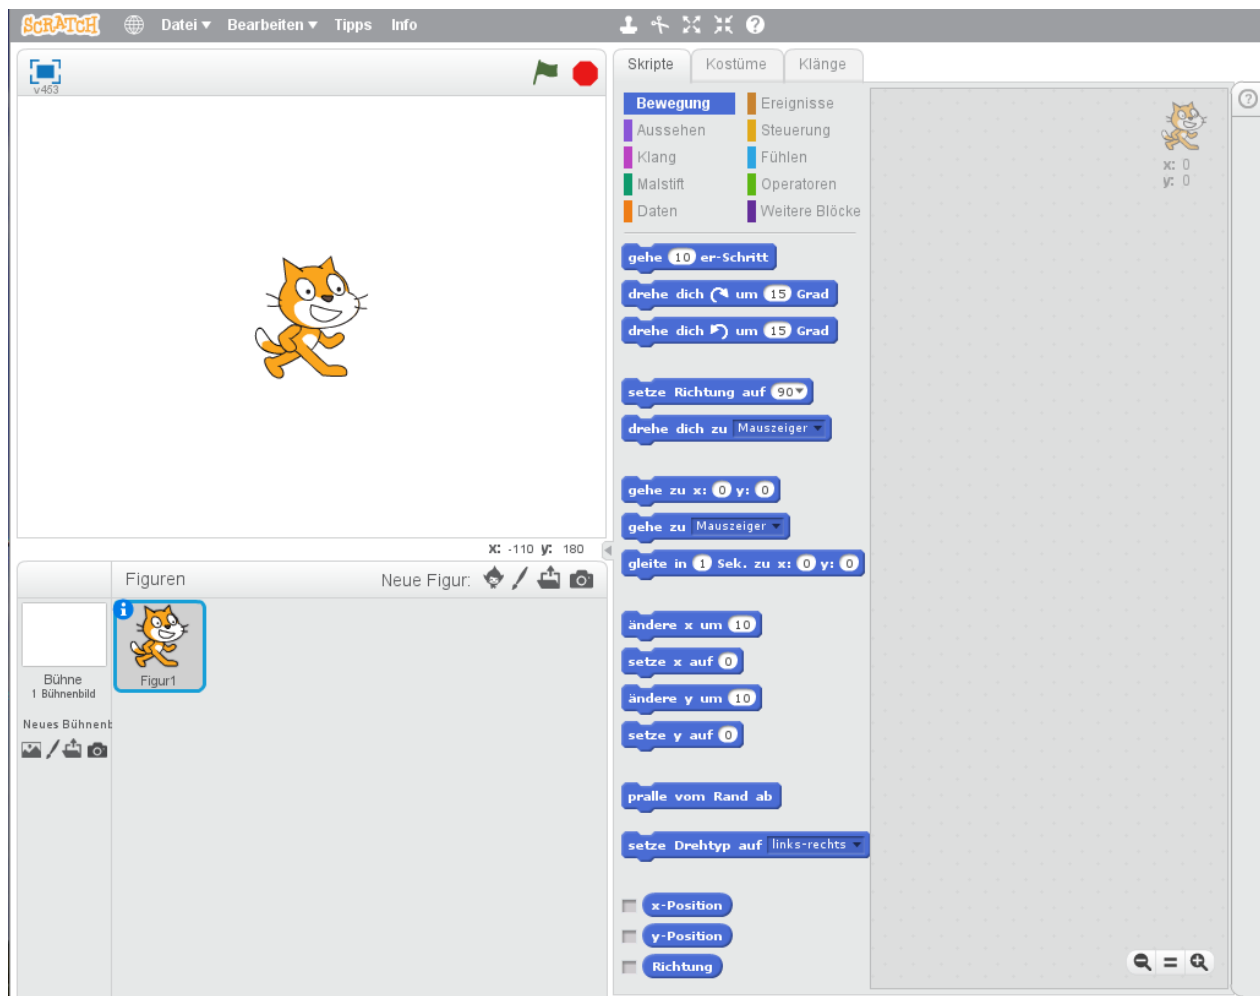 SCRATCH Datei Bearbeiten Tipps Info
v453
x: -110 y: 180
Figuren Neue Figur:
Bühne
1 Bühnenbild
Neues Bühnenb
Figur1
Skripte Kostüme Klänge
Bewegung Ereignisse
Aussehen Steuerung
Klang Fühlen
Malstift Operatoren
Daten Weitere Blöcke
gehe 10 er-Schritt
drehe dich um 15 Grad
drehe dich um 15 Grad
setze Richtung auf 90
drehe dich zu Mauszeiger
gehe zu x: 0 y: 0
gehe zu Mauszeiger
gleite in 1 Sek. zu x: 0 y: 0
ändere x um 10
setze x auf 0
ändere y um 10
setze y auf 0
pralle vom Rand ab
setze Drehtyp auf links-rechts
x-Position
y-Position
Richtung
x: 0
y: 0